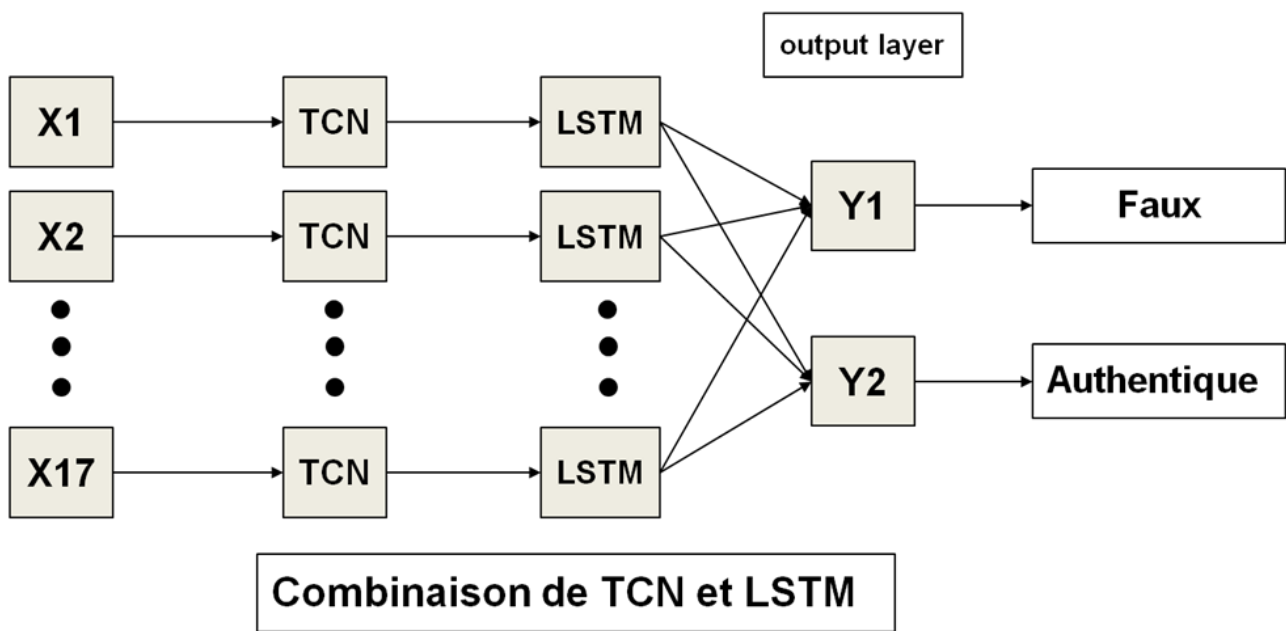 output layer
X1
TCN
LSTM
X2
TCN
LSTM
Y1
Faux
Y2
Authentique
X17
TCN
LSTM
Combinaison de TCN et LSTM